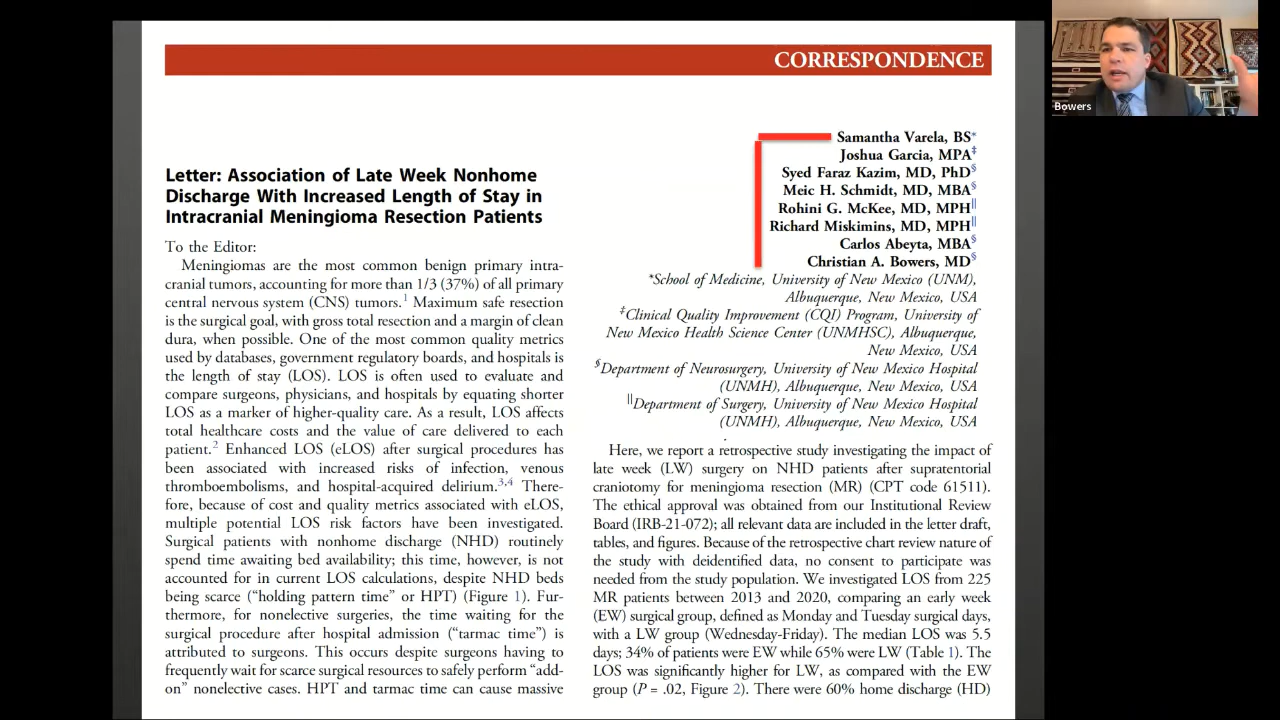 CORRESPONDENCE
Letter: Association of Late Week Nonhome
Discharge With Increased Length of Stay in
Intracranial Meningioma Resection Patients
To the Editor:
Meningiomas are the most common benign primary intra-
cranial tumors, accounting for more than 1/3 (37%) of all primary
central nervous system (CNS) tumors.1 Maximum safe resection
is the surgical goal, with gross total resection and a margin of clean
dura, when possible. One of the most common quality metrics
used by databases, government regulatory boards, and hospitals is
the length of stay (LOS). LOS is often used to evaluate and
compare surgeons, physicians, and hospitals by equating shorter
LOS as a marker of higher-quality care. As a result, LOS affects
total healthcare costs and the value of care delivered to each
patient.2 Enhanced LOS (eLOS) after surgical procedures has
been associated with increased risks of infection, venous
thromboembolisms, and hospital-acquired delirium.3,4 There-
fore, because of cost and quality metrics associated with eLOS,
multiple potential LOS risk factors have been investigated.
Surgical patients with nonhome discharge (NHD) routinely
spend time awaiting bed availability; this time, however, is not
accounted for in current LOS calculations, despite NHD beds
being scarce ("holding pattern time" or HPT) (Figure 1). Fur-
thermore, for nonelective surgeries, the time waiting for the
surgical procedure after hospital admission ("tarmac time") is
attributed to surgeons. This occurs despite surgeons having to
frequently wait for scarce surgical resources to safely perform "add-
on" nonelective cases. HPT and tarmac time can cause massive
Samantha Varela, BS*
Joshua Garcia, MPA‡
Syed Faraz Kazim, MD, PhD§
Meic H. Schmidt, MD, MBA§
Rohini G. McKee, MD, MPH||
Richard Miskimins, MD, MPH||
Carlos Abeyta, MBA§
Christian A. Bowers, MD§
*School of Medicine, University of New Mexico (UNM),
Albuquerque, New Mexico, USA
‡Clinical Quality Improvement (CQI) Program, University of
New Mexico Health Science Center (UNMHSC), Albuquerque,
New Mexico, USA
§Department of Neurosurgery, University of New Mexico Hospital
(UNMH), Albuquerque, New Mexico, USA
||Department of Surgery, University of New Mexico Hospital
(UNMH), Albuquerque, New Mexico, USA
Here, we report a retrospective study investigating the impact of
late week (LW) surgery on NHD patients after supratentorial
craniotomy for meningioma resection (MR) (CPT code 61511).
The ethical approval was obtained from our Institutional Review
Board (IRB-21-072); all relevant data are included in the letter draft,
tables, and figures. Because of the retrospective chart review nature of
the study with deidentified data, no consent to participate was
needed from the study population. We investigated LOS from 225
MR patients between 2013 and 2020, comparing an early week
(EW) surgical group, defined as Monday and Tuesday surgical days,
with a LW group (Wednesday-Friday). The median LOS was 5.5
days; 34% of patients were EW while 65% were LW (Table 1). The
LOS was significantly higher for LW, as compared with the EW
group (P = .02, Figure 2). There were 60% home discharge (HD)
Bowers